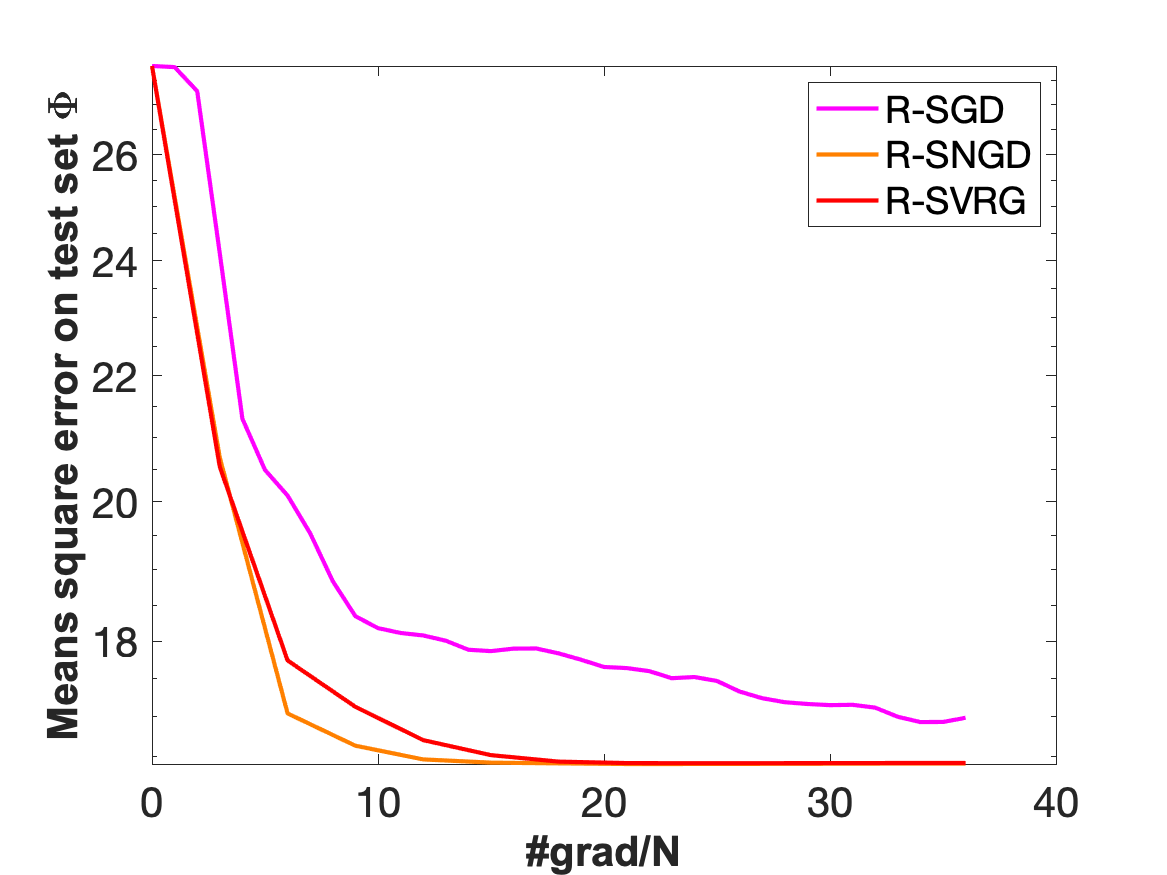 Means square error on test set Φ
26
24
22
20
18
0 10 20 30 40
#grad/N
R-SGD
R-SNGD
R-SVRG